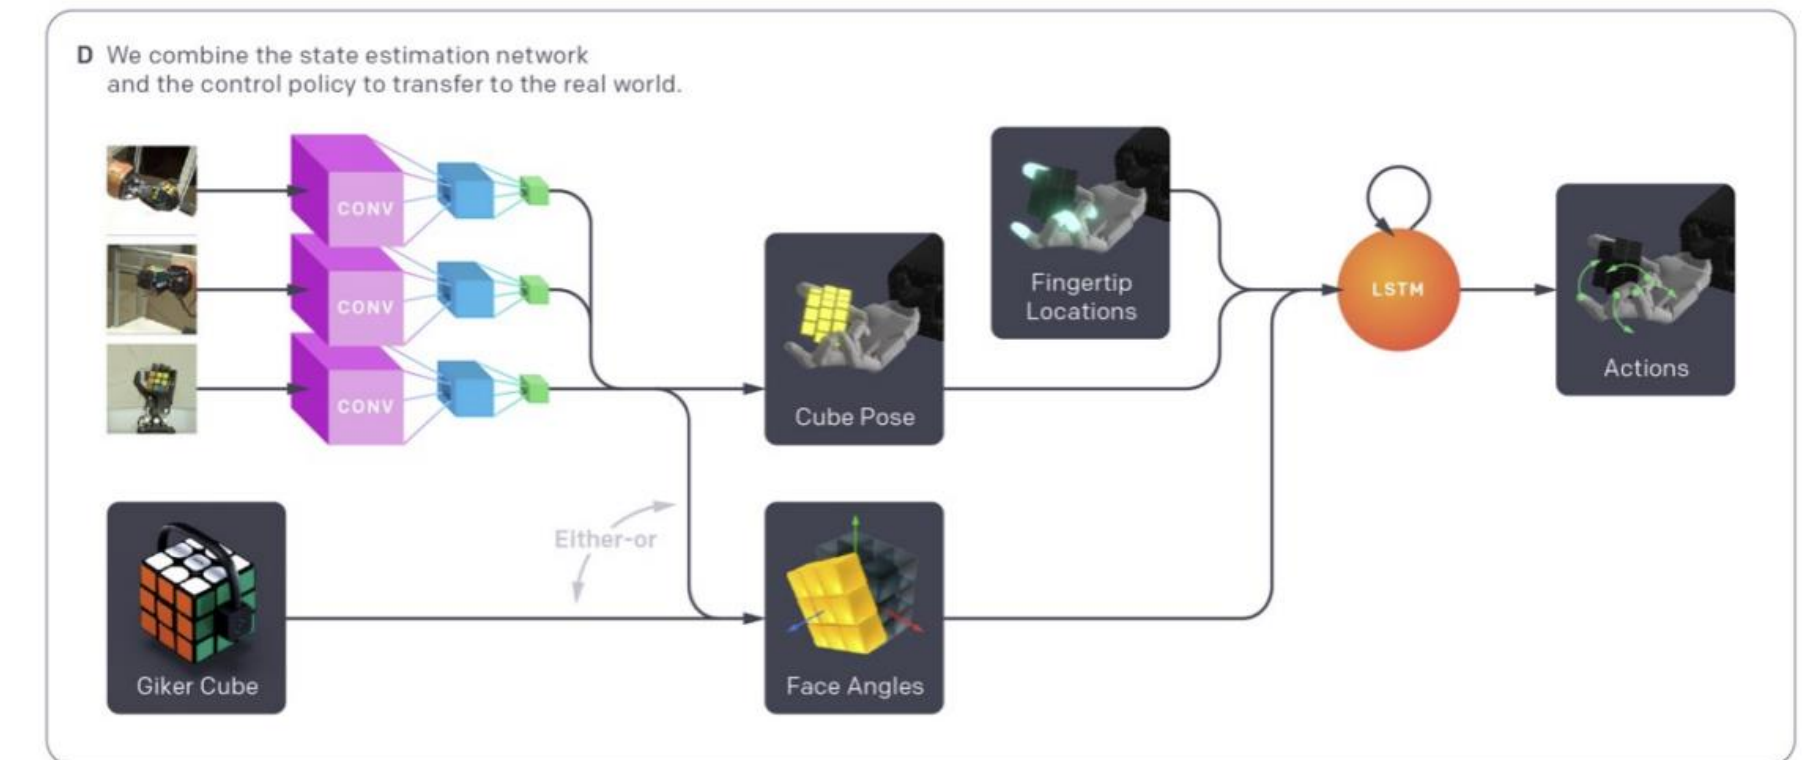 D We combine the state estimation network
and the control policy to transfer to the real world.
CONV
CONV
CONV
Cube Pose
Fingertip
Locations
LSTM
Actions
Either-or
Giker Cube
Face Angles